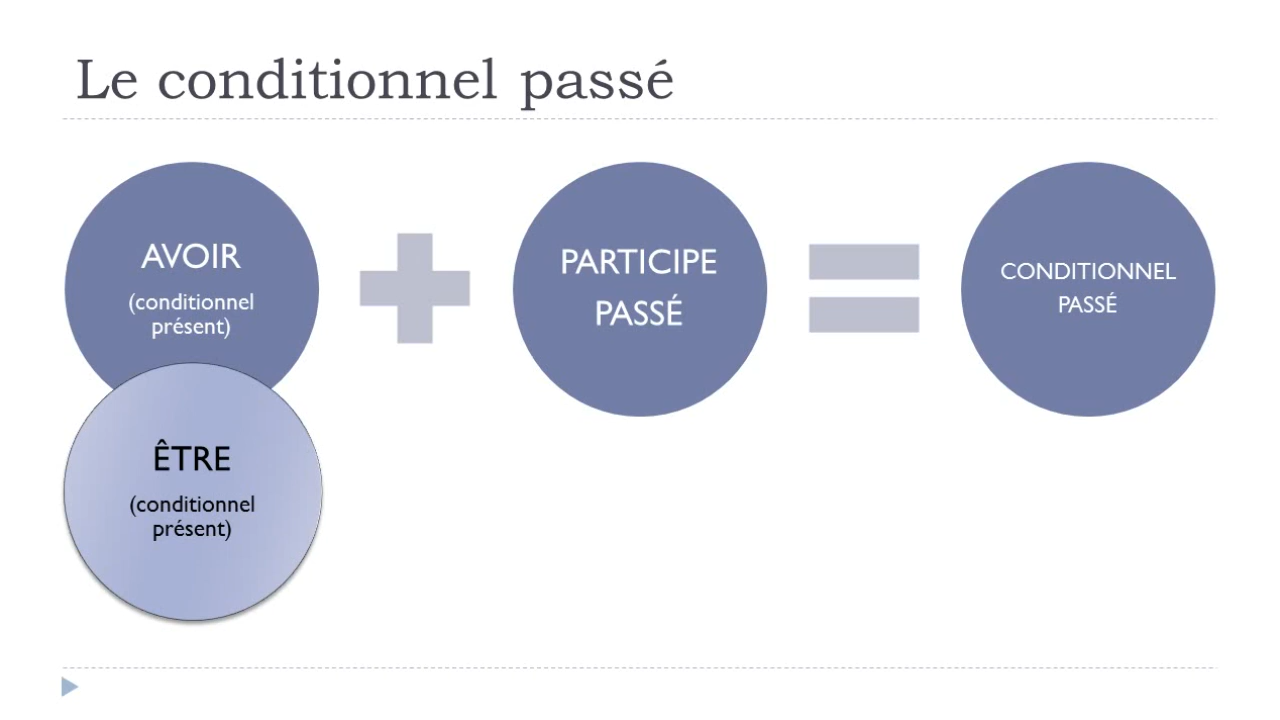 Le conditionnel passé
AVOIR
(conditionnel
présent)
PARTICIPE
PASSÉ
CONDITIONNEL
PASSÉ
ÊTRE
(conditionnel
présent)